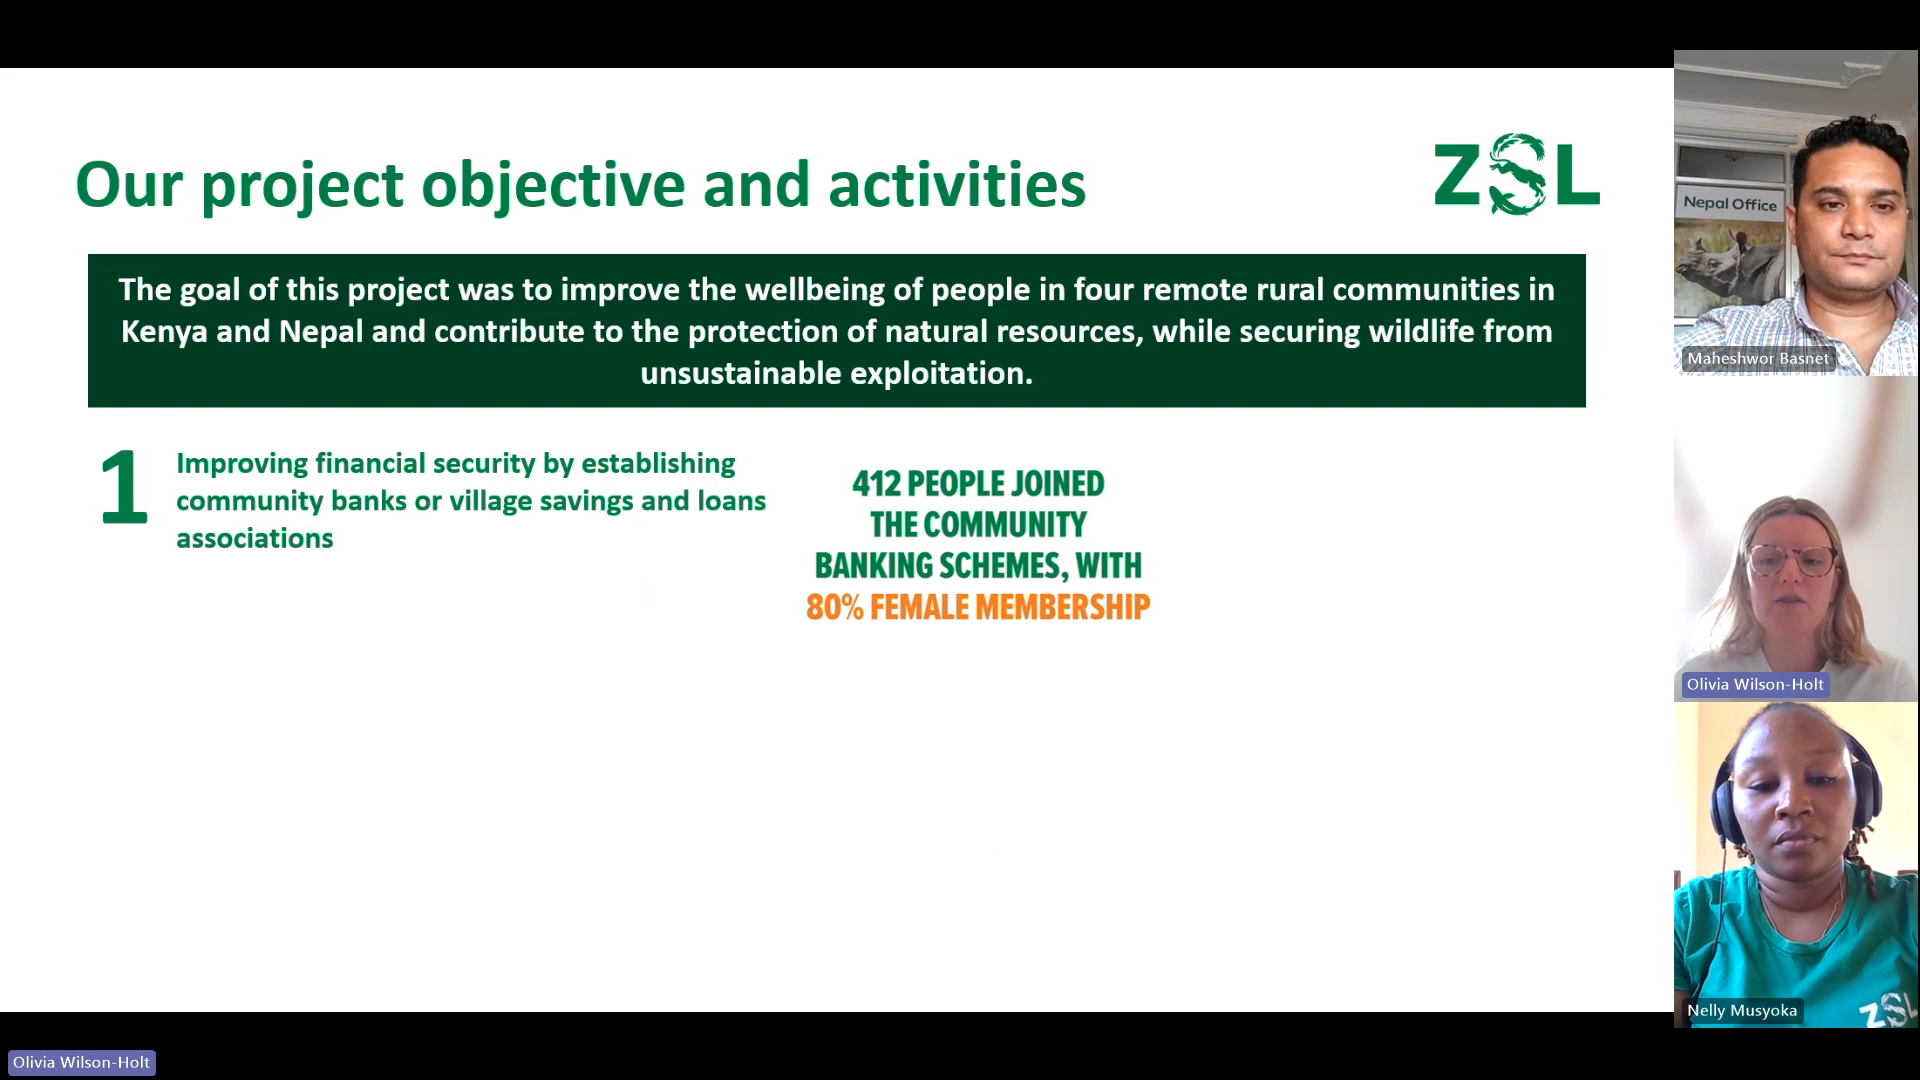 Our project objective and activities
ZSL
The goal of this project was to improve the wellbeing of people in four remote rural communities in
Kenya and Nepal and contribute to the protection of natural resources, while securing wildlife from
unsustainable exploitation.
1
Improving financial security by establishing
community banks or village savings and loans
associations
412 PEOPLE JOINED
THE COMMUNITY
BANKING SCHEMES, WITH
80% FEMALE MEMBERSHIP
Nepal Office
Maheshwor Basnet
Olivia Wilson-Holt
ZSL
Nelly Musyoka
Olivia Wilson-Holt